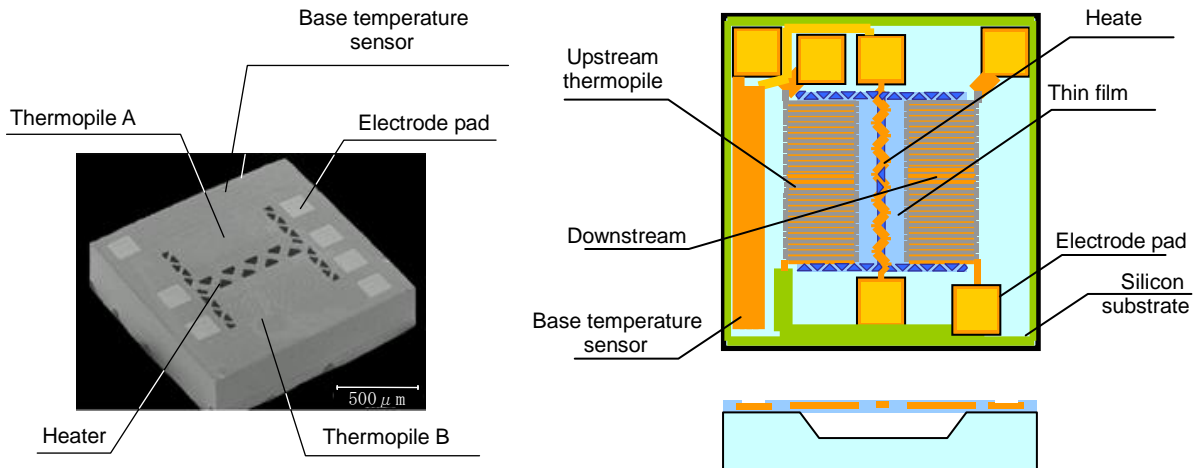 Base temperature
sensor
Thermopile A
Electrode pad
500μm
Heater
Thermopile B
Heate
Upstream
thermopile
Thin film
Downstream
Electrode pad
Silicon
substrate
Base temperature
sensor